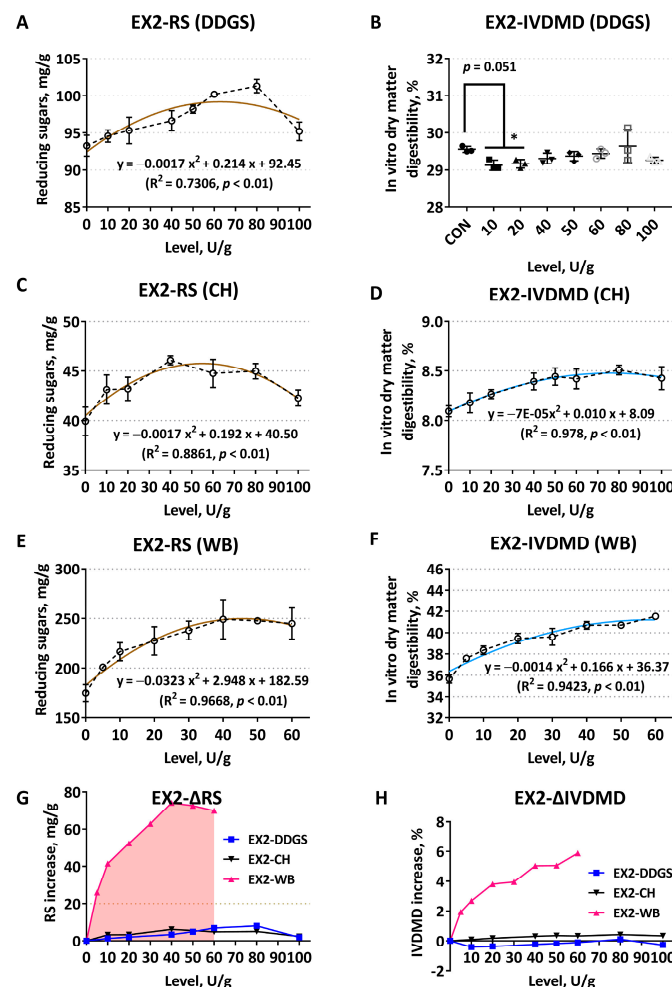 A
EX2-RS (DDGS)
Reducing sugars, mg/g
105
100
95
90
85
y = −0.0017 x² + 0.214 x + 92.45
(R² = 0.7306, p < 0.01)
0 10 20 30 40 50 60 70 80 90 100
Level, U/g
B
EX2-IVDMD (DDGS)
In vitro dry matter
digestibility, %
32
31
30
29
28
p = 0.051
*
CON 10 20 40 50 60 80 100
Level, U/g
C
EX2-RS (CH)
Reducing sugars, mg/g
50
45
40
35
y = −0.0017 x² + 0.192 x + 40.50
(R² = 0.8861, p < 0.01)
0 10 20 30 40 50 60 70 80 90 100
Level, U/g
D
EX2-IVDMD (CH)
In vitro dry matter
digestibility, %
9.0
8.5
8.0
7.5
y = −7E-05x² + 0.010 x + 8.09
(R² = 0.978, p < 0.01)
0 10 20 30 40 50 60 70 80 90 100
Level, U/g
E
EX2-RS (WB)
Reducing sugars, mg/g
300
250
200
150
y = −0.0323 x² + 2.948 x + 182.59
(R² = 0.9668, p < 0.01)
0 10 20 30 40 50 60
Level, U/g
F
EX2-IVDMD (WB)
In vitro dry matter
digestibility, %
46
44
42
40
38
36
34
32
y = −0.0014 x² + 0.166 x + 36.37
(R² = 0.9423, p < 0.01)
0 10 20 30 40 50 60
Level, U/g
G
EX2-ΔRS
RS increase, mg/g
80
60
40
20
0
EX2-DDGS
EX2-CH
EX2-WB
0 10 20 30 40 50 60 70 80 90 100
Level, U/g
H
EX2-ΔIVDMD
IVDMD increase, %
8
6
4
2
0
-2
EX2-DDGS
EX2-CH
EX2-WB
10 20 30 40 50 60 70 80 90 100
Level, U/g